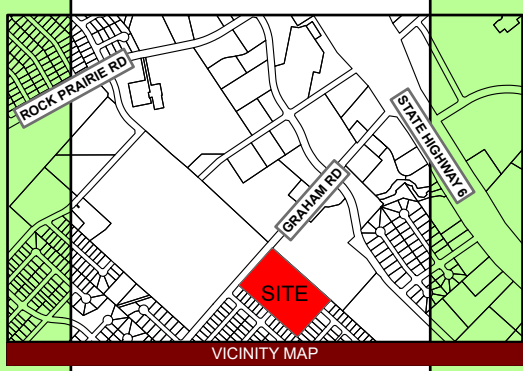 ROCK PRAIRIE RD
STATE HIGHWAY 6
GRAHAM RD
SITE
VICINITY MAP